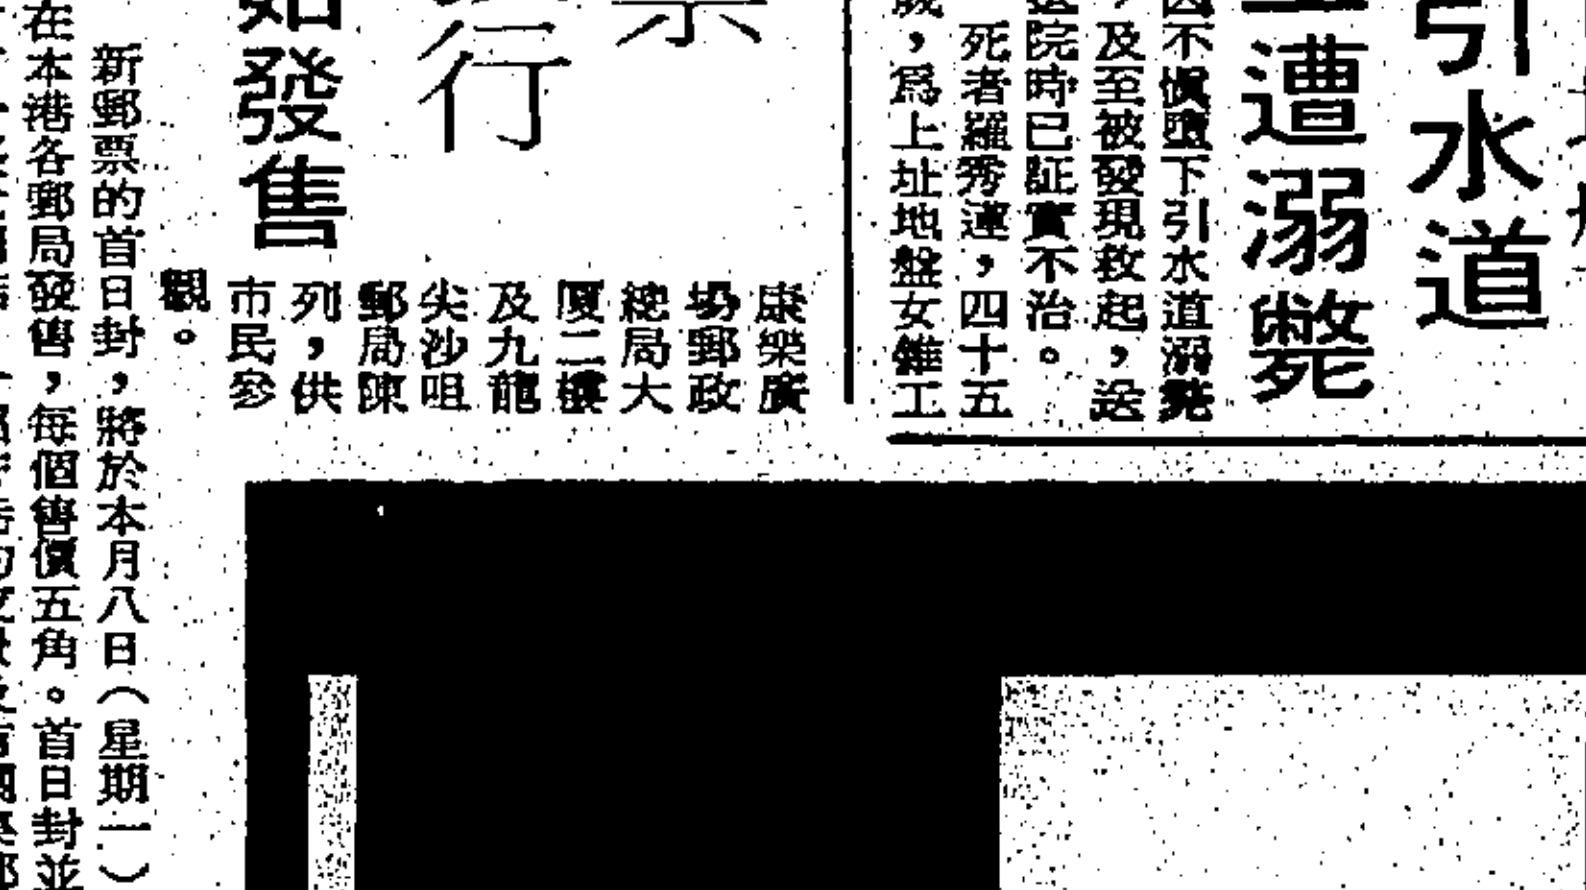 引水道
遭溺斃
不慎墮下引水道溺斃
，及至被發現救起，送
院時已証實不治。
死者羅秀蓮，四十五
歲，為上址地盤女雜工
票
行
發售
康樂廣
場郵政
總局大
廈二樓
及九龍
尖沙咀
郵局陳
列，供
市民參
觀。
新郵票的首日封，將於本月八日（星期一）
在本港各郵局發售，每個售價五角。首日封並